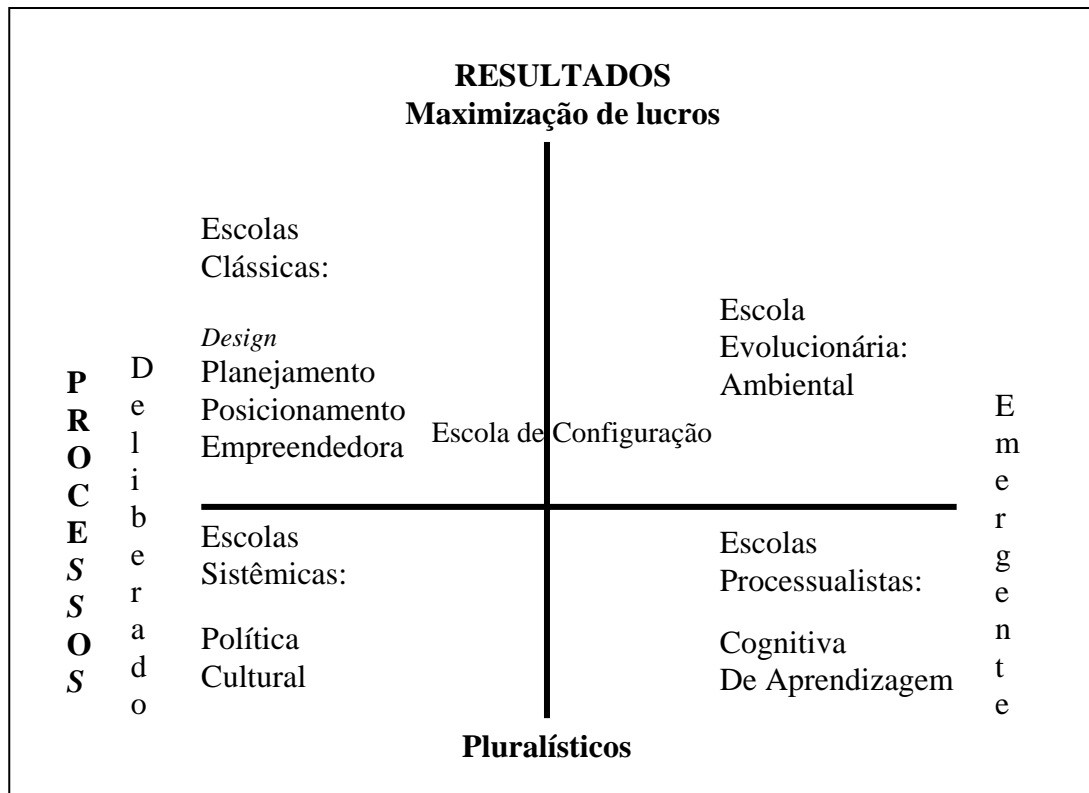 RESULTADOS
Maximização de lucros
Escolas
Clássicas:
Design
Planejamento
Posicionamento
Empreendedora
Escola
Evolucionária:
Ambiental
Escola de Configuração
PROCESSOS
Deliberado
Emergente
Escolas
Sistêmicas:
Política
Cultural
Escolas
Processualistas:
Cognitiva
De Aprendizagem
Pluralísticos